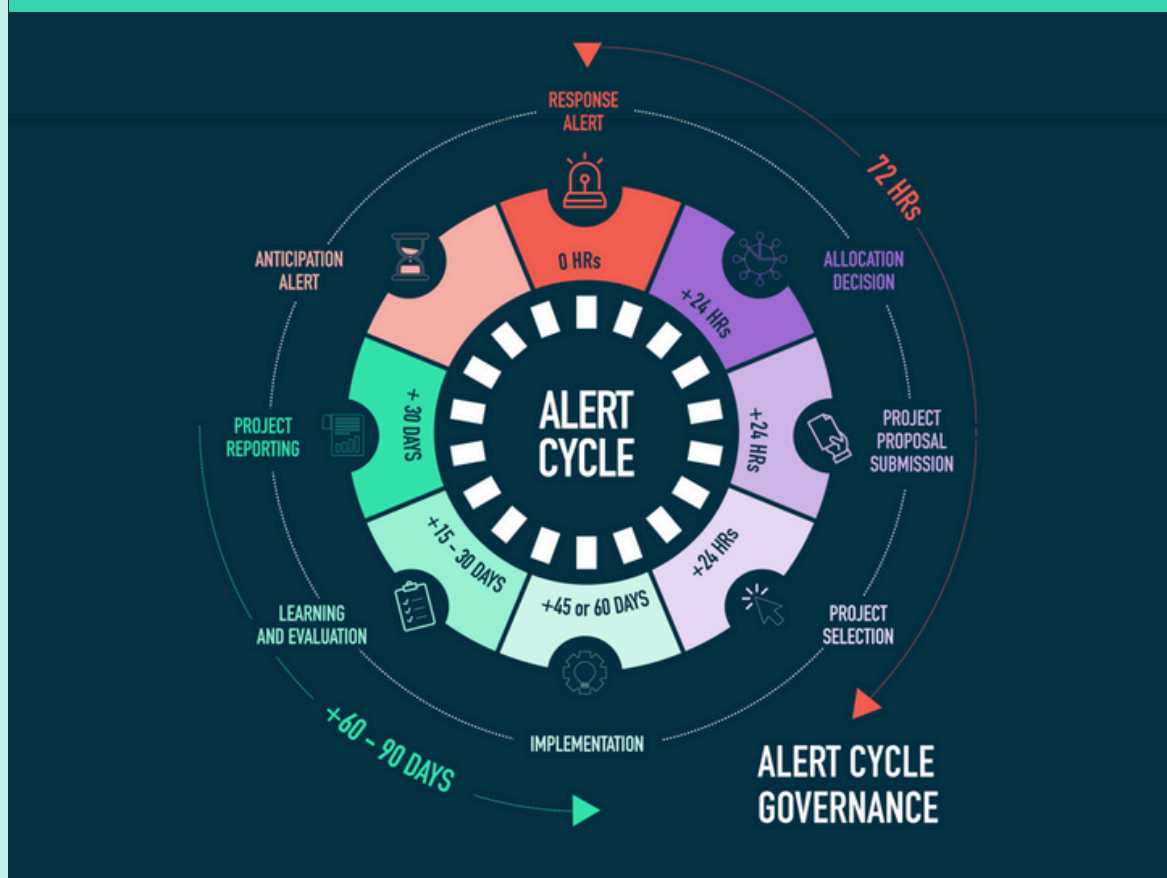 RESPONSE
ALERT
0 HRs
72 HRs
ALLOCATION
DECISION
+24 HRs
PROJECT
PROPOSAL
SUBMISSION
+24 HRs
PROJECT
SELECTION
+24 HRs
IMPLEMENTATION
+45 or 60 DAYS
LEARNING
AND EVALUATION
+15 - 30 DAYS
PROJECT
REPORTING
+ 30 DAYS
ANTICIPATION
ALERT
+60 - 90 DAYS
ALERT
CYCLE
ALERT CYCLE
GOVERNANCE